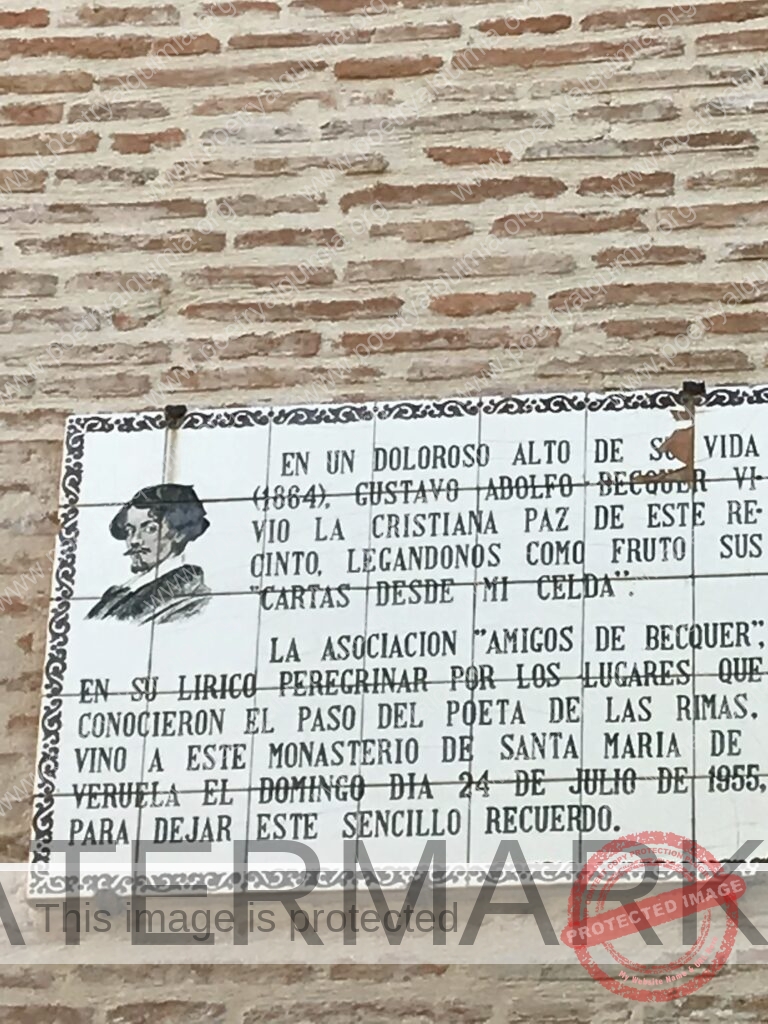 EN UN DOLOROSO ALTO DE SU VIDA
(1864), GUSTAVO ADOLFO BECQUER VI-
VIO LA CRISTIANA PAZ DE ESTE RE-
CINTO, LEGANDONOS COMO FRUTO SUS
"CARTAS DESDE MI CELDA".
LA ASOCIACION "AMIGOS DE BECQUER",
EN SU LIRICO PEREGRINAR POR LOS LUGARES QUE
CONOCIERON EL PASO DEL POETA DE LAS RIMAS.
VINO A ESTE MONASTERIO DE SANTA MARIA DE
VERUELA EL DOMINGO DIA 24 DE JULIO DE 1955,
PARA DEJAR ESTE SENCILLO RECUERDO.
ATERMARK
This image is protected
PROTECTED IMAGE